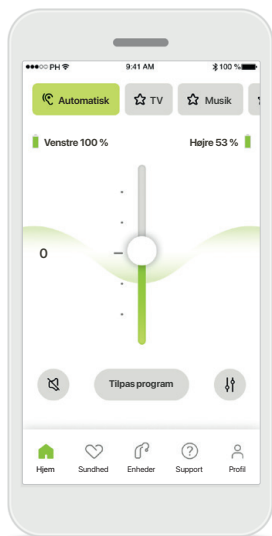 PH 9:41 AM 100 %
Automatisk TV Musik
Venstre 100 % Højre 53 %
0
Tilpas program
Hjem Sundhed Enheder Support Profil